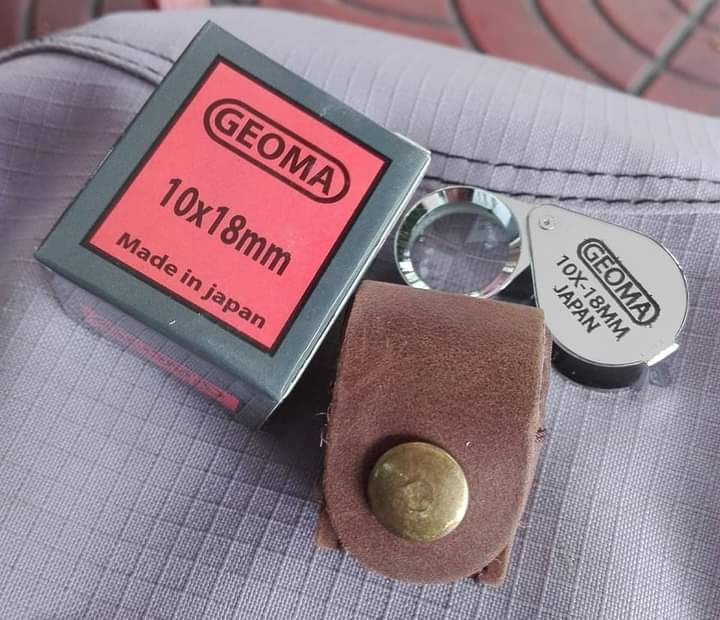 GEOMA
10x18mm
Made in japan
GEOMA
10X-18MM
JAPAN